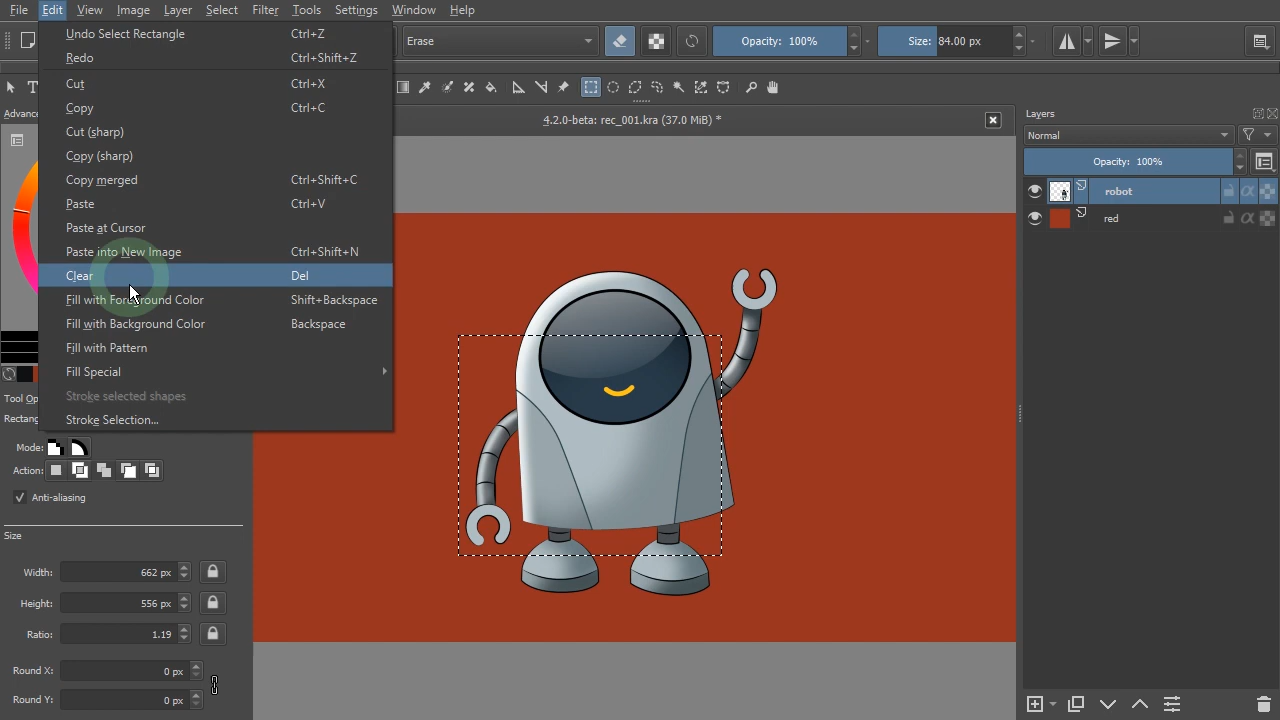 File Edit View Image Layer Select Filter Tools Settings Window Help
Undo Select Rectangle Ctrl+Z
Redo Ctrl+Shift+Z
Cut Ctrl+X
Copy Ctrl+C
Cut (sharp)
Copy (sharp)
Copy merged Ctrl+Shift+C
Paste Ctrl+V
Paste at Cursor
Paste into New Image Ctrl+Shift+N
Clear Del
Fill with Foreground Color Shift+Backspace
Fill with Background Color Backspace
Fill with Pattern
Fill Special
Stroke selected shapes
Stroke Selection...
Erase
Opacity: 100%
Size: 84.00 px
4.2.0-beta: rec_001.kra (37.0 MiB) *
Layers
Normal
Opacity: 100%
robot
red
Mode:
Action:
Anti-aliasing
Size
Width: 662 px
Height: 556 px
Ratio: 1.19
Round X: 0 px
Round Y: 0 px